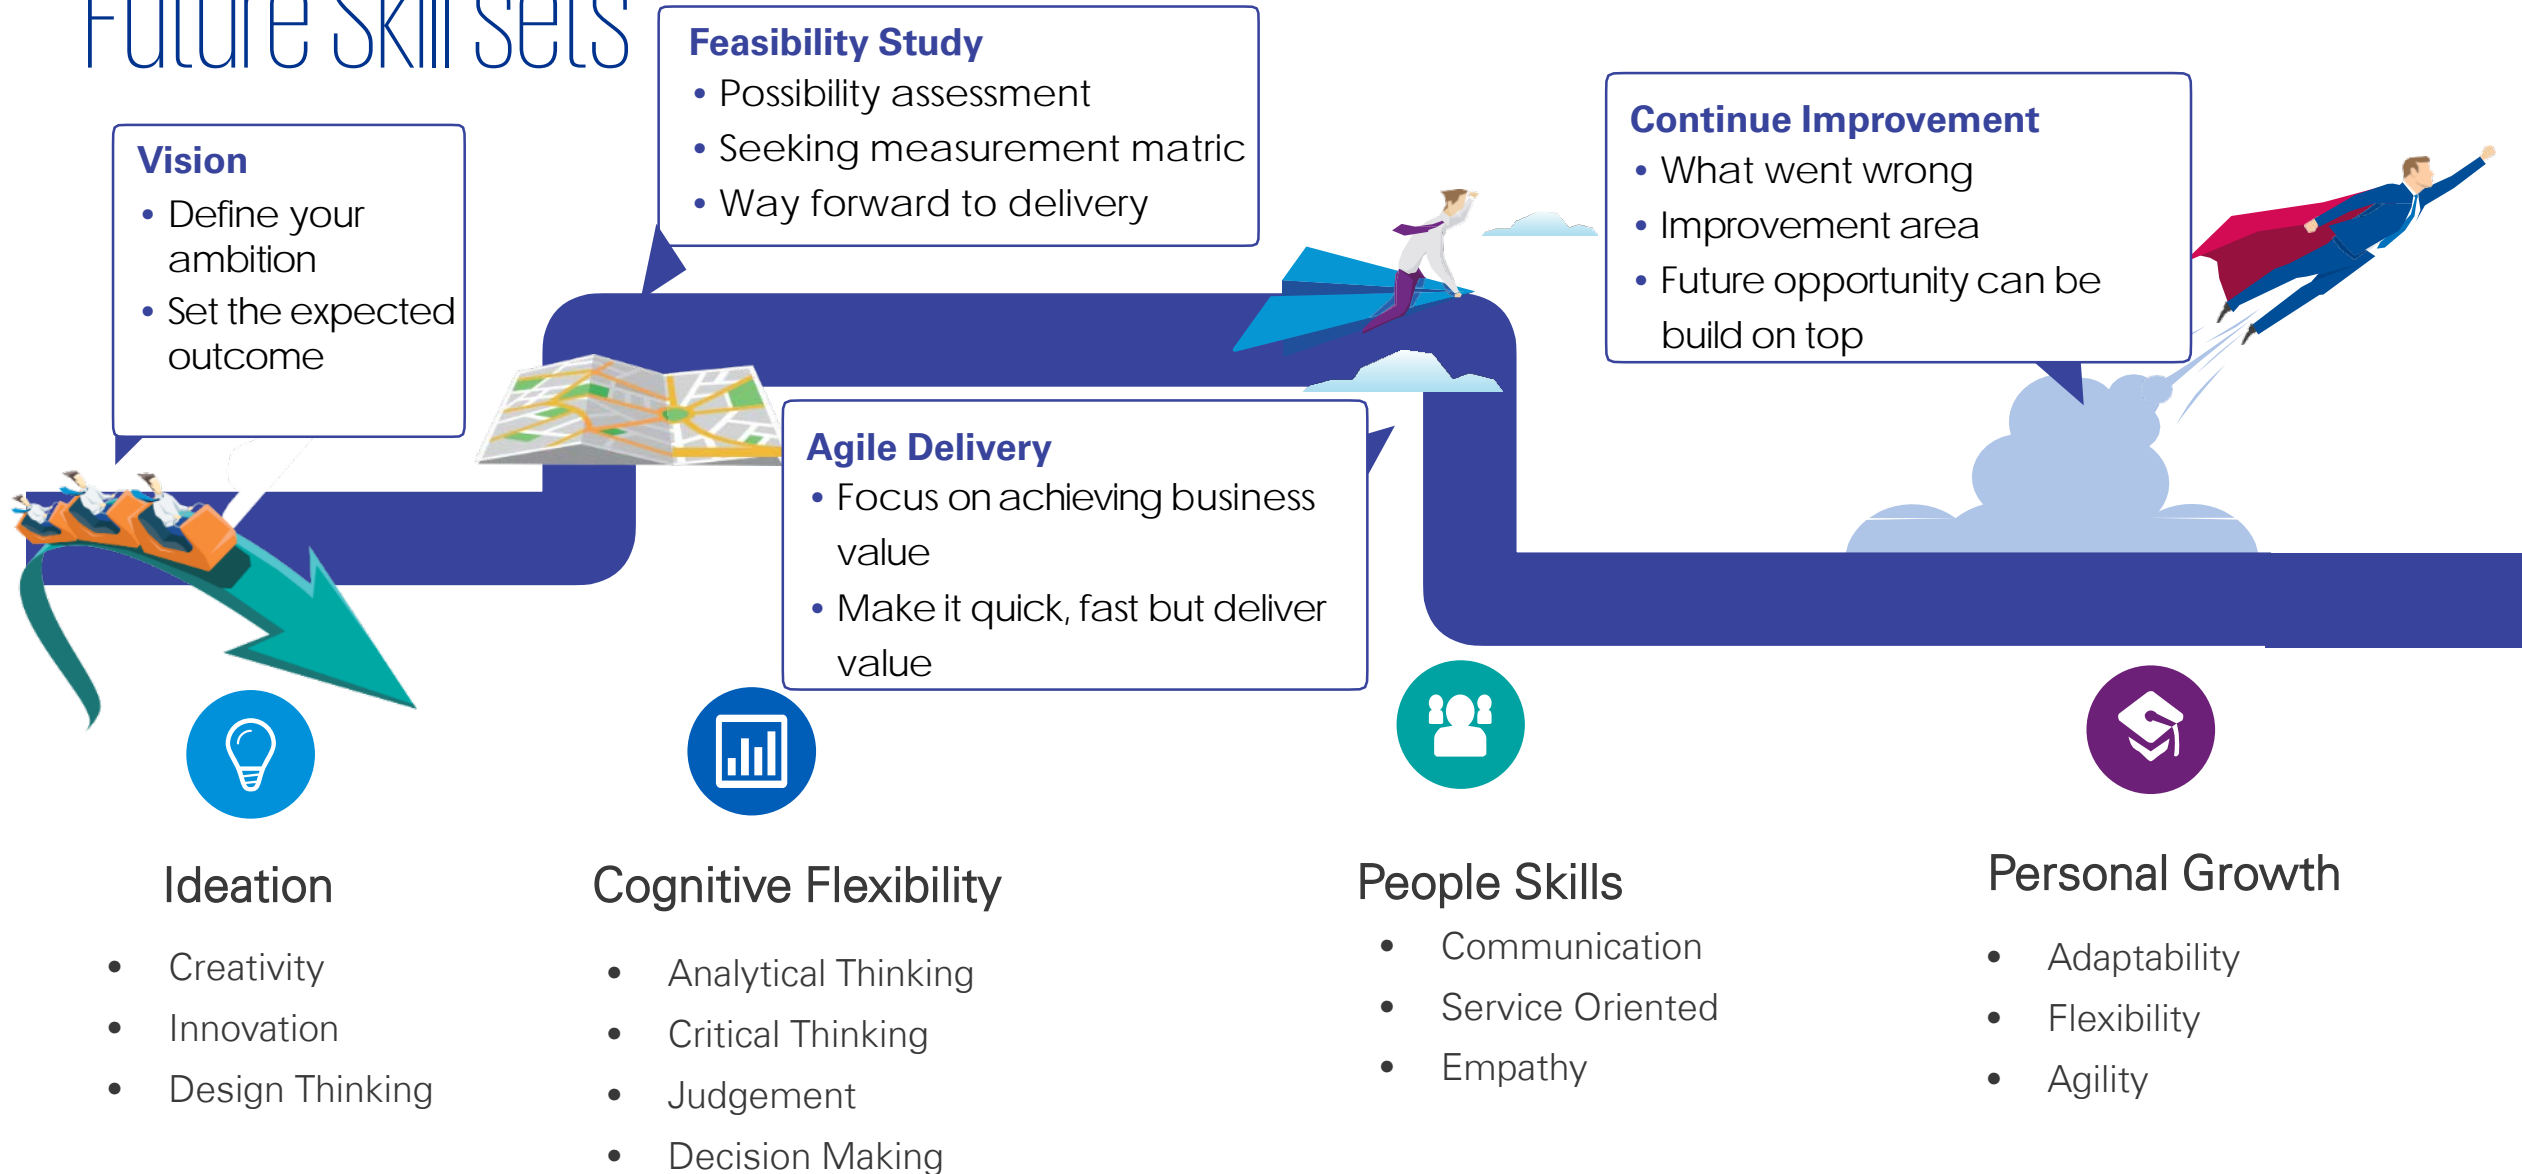 Future Skill sets
Vision
• Define your
ambition
• Set the expected
outcome
Feasibility Study
• Possibility assessment
• Seeking measurement matric
• Way forward to delivery
Agile Delivery
• Focus on achieving business
value
• Make it quick, fast but deliver
value
Continue Improvement
• What went wrong
• Improvement area
• Future opportunity can be
build on top
Ideation
• Creativity
• Innovation
• Design Thinking
Cognitive Flexibility
• Analytical Thinking
• Critical Thinking
• Judgement
• Decision Making
People Skills
• Communication
• Service Oriented
• Empathy
Personal Growth
• Adaptability
• Flexibility
• Agility